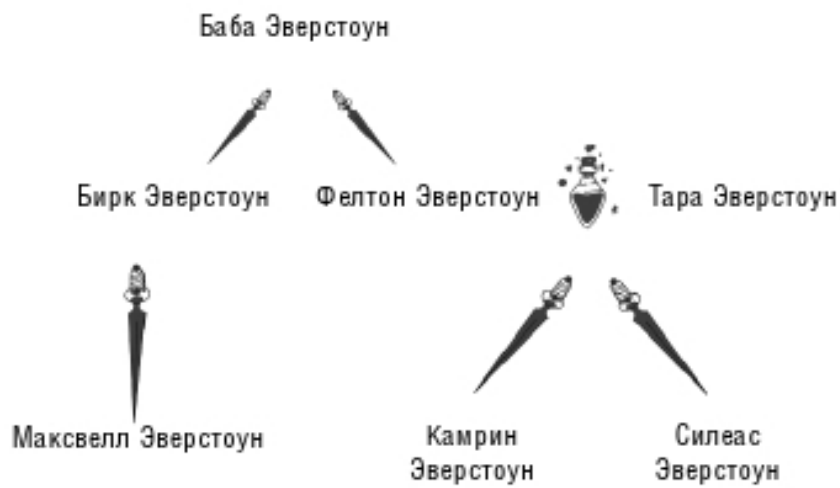 Баба Эверстоун
Бирк Эверстоун
Фелтон Эверстоун
Тара Эверстоун
Максвелл Эверстоун
Камрин
Эверстоун
Силеас
Эверстоун